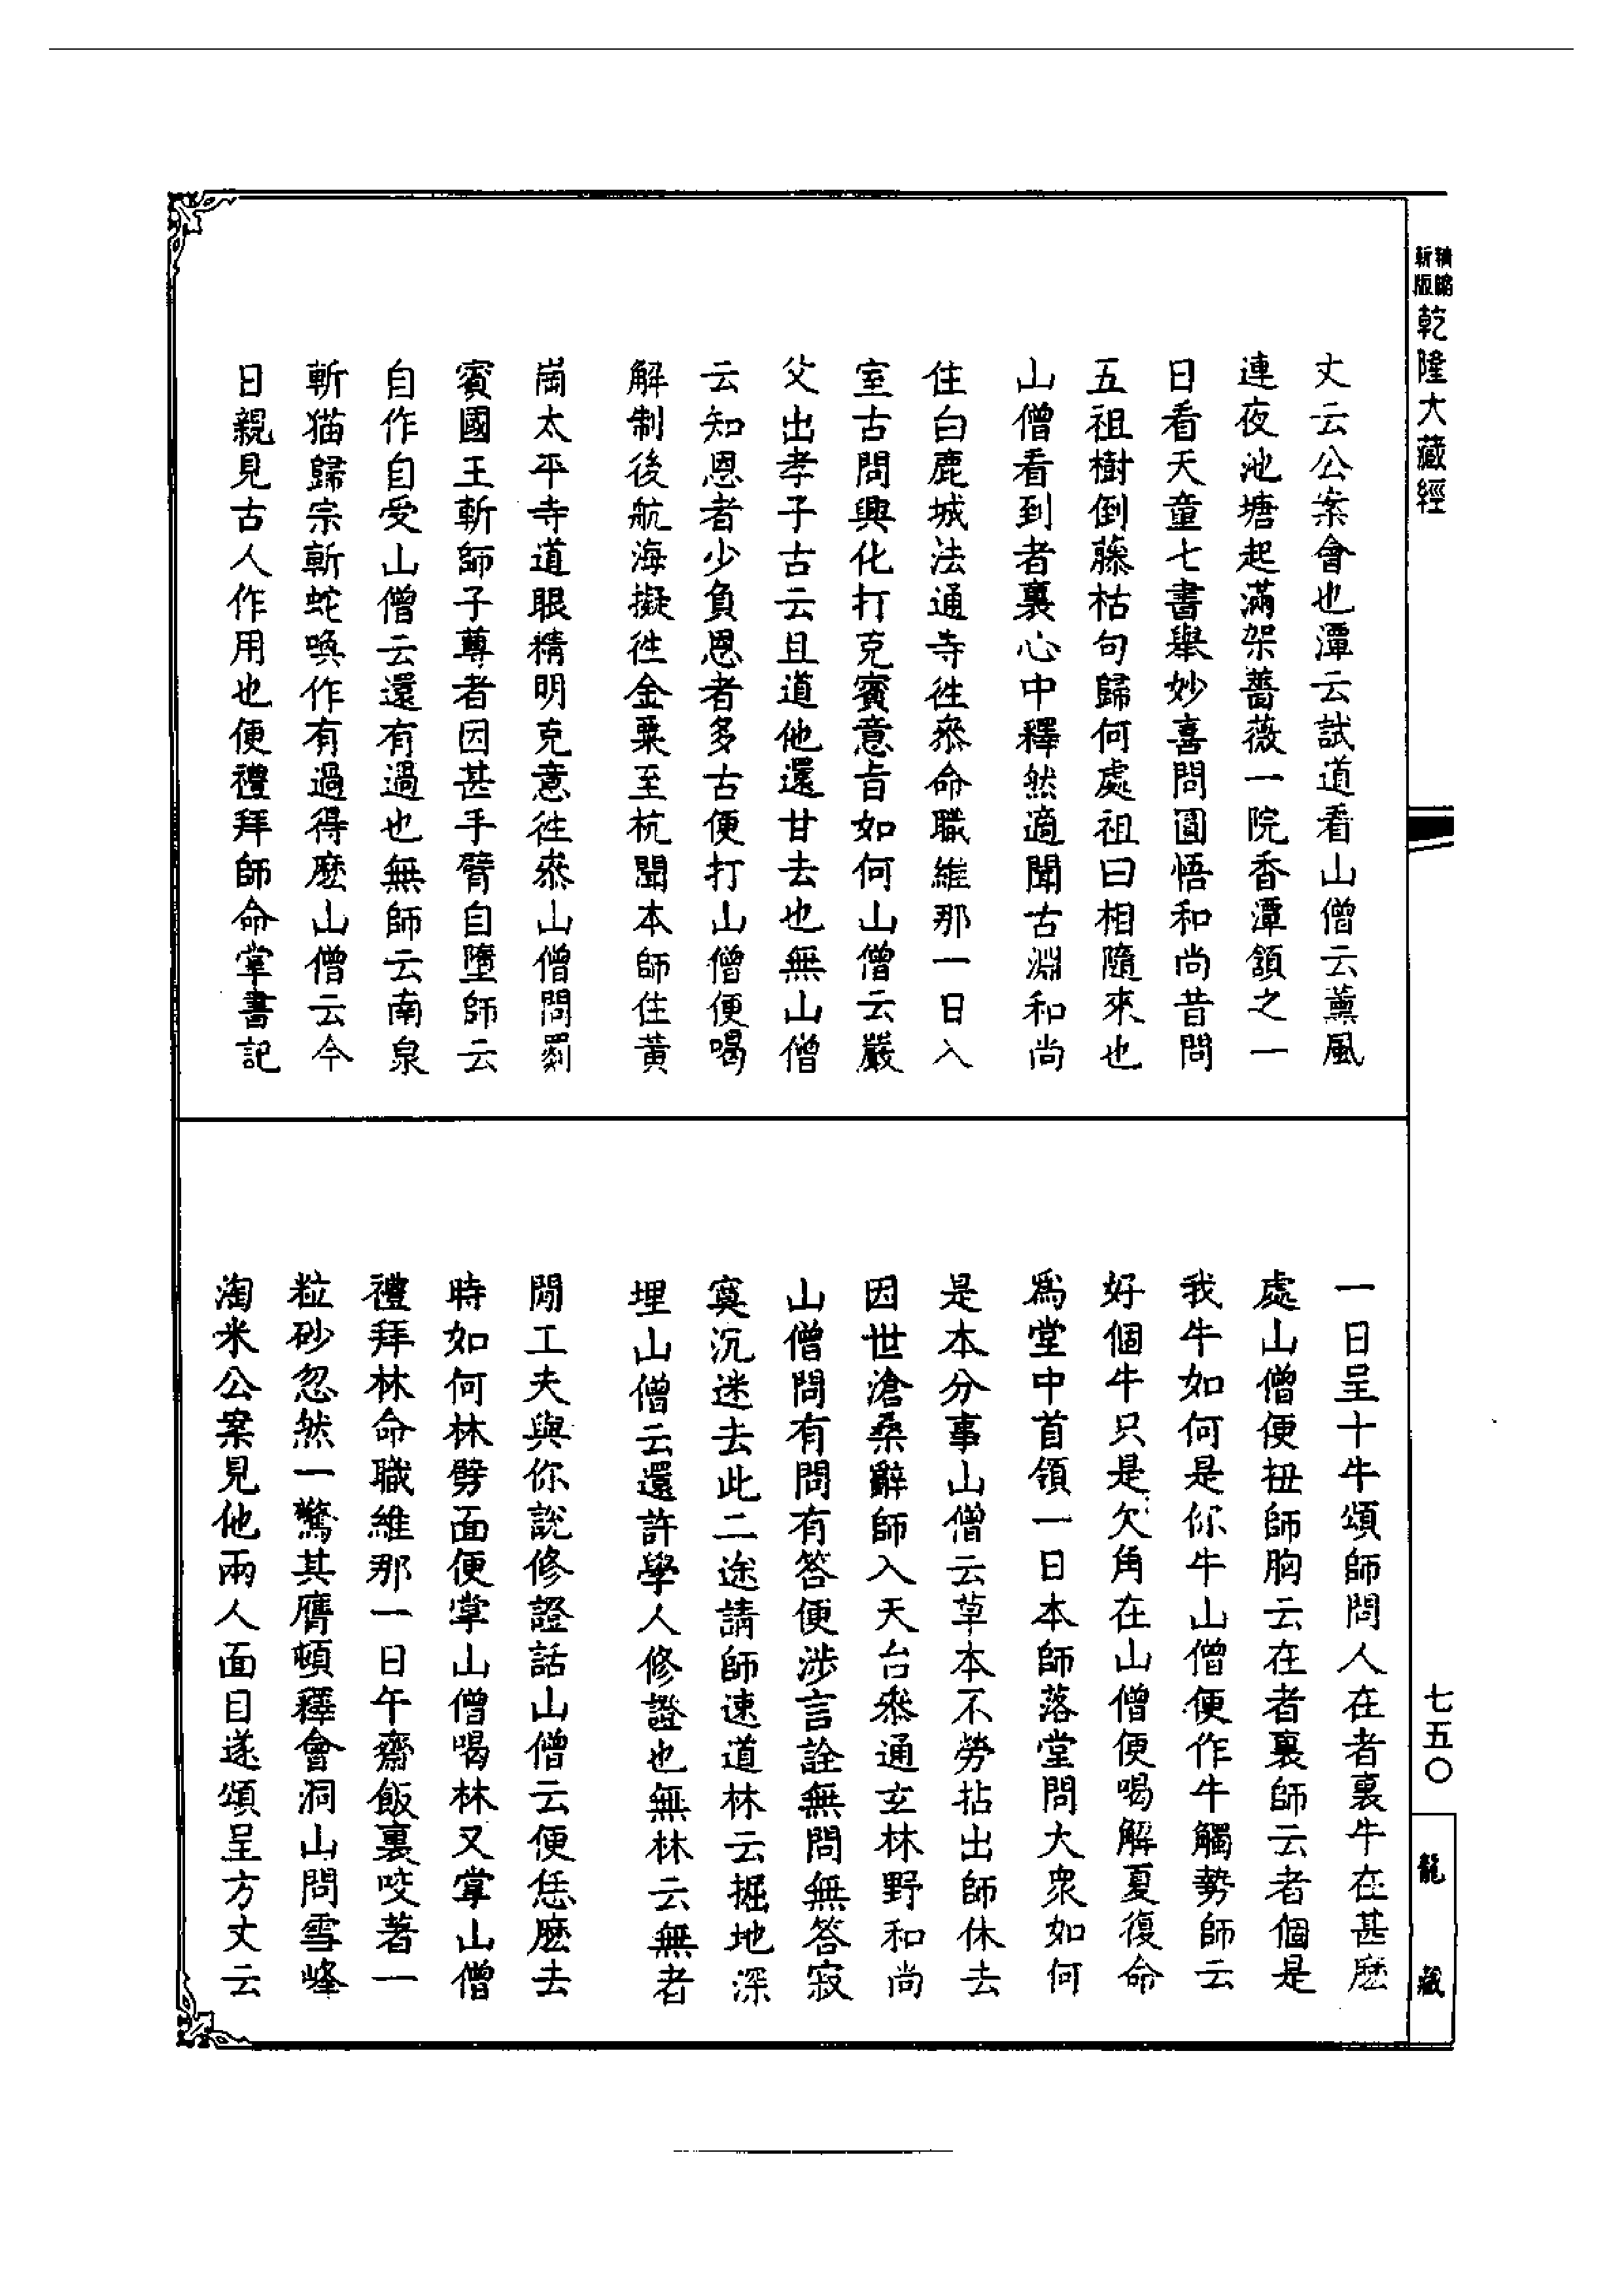 新版精縮乾隆大藏經
丈云公案會也潭云試道看山僧云薰風
連夜池塘起滿架薔薇一院香潭頷之一
日看天童七書舉妙喜問圓悟和尚昔問
五祖樹倒藤枯句歸何處祖曰相隨來也
山僧看到者裏心中釋然適聞古淵和尚
住白鹿城法通寺徃叅命職維那一日入
室古問興化打克賓意旨如何山僧云嚴
父出孝子古云且道他還甘去也無山僧
云知恩者少負恩者多古便打山僧便喝
解制後航海擬徃金粟至杭聞本師住黃
崗太平寺道眼精明克意徃叅山僧問罽
賓國王斬師子尊者因甚手臂自墮師云
自作自受山僧云還有過也無師云南泉
斬猫歸宗斬蛇喚作有過得麽山僧云今
日親見古人作用也便禮拜師命掌書記
一日呈十牛頌師問人在者裏牛在甚麽
處山僧便扭師胸云在者裏師云者個是
我牛如何是你牛山僧便作牛觸勢師云
好個牛只是欠角在山僧便喝解夏復命
爲堂中首領一日本師落堂問大衆如何
是本分事山僧云草本不勞拈出師休去
因世滄桑辭師入天台叅通玄林野和尚
山僧問有問有答便涉言詮無問無答寂
寞沉迷去此二途請師速道林云掘地深
埋山僧云還許學人修證也無林云無者
閒工夫與你說修證話山僧云便恁麽去
時如何林劈面便掌山僧喝林又掌山僧
禮拜林命職維那一日午齋飯裏咬著一
粒砂忽然一驚其膺頓釋會洞山問雪峰
淘米公案見他兩人面目遂頌呈方丈云
七五〇
龍藏